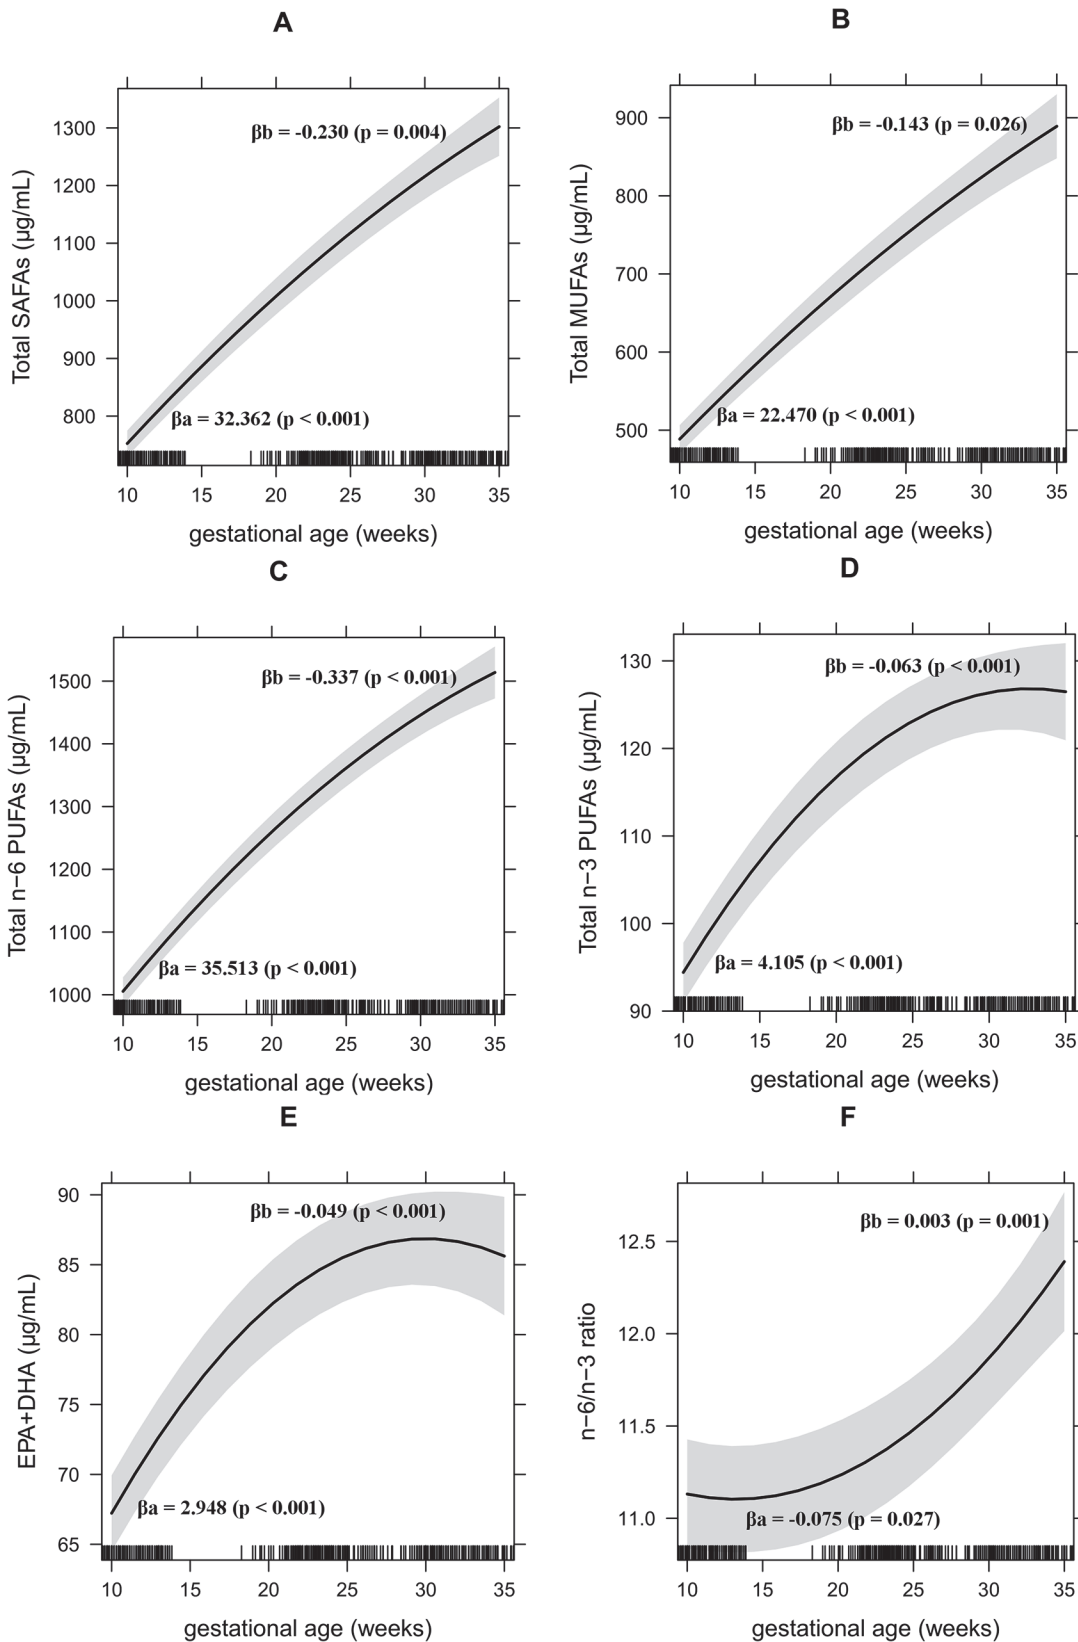 A
βb = -0.230 (p = 0.004)
βa = 32.362 (p < 0.001)
Total SAFAs (µg/mL)
1300
1200
1100
1000
900
800
10 15 20 25 30 35
gestational age (weeks)
B
βb = -0.143 (p = 0.026)
βa = 22.470 (p < 0.001)
Total MUFAs (µg/mL)
900
800
700
600
500
10 15 20 25 30 35
gestational age (weeks)
C
βb = -0.337 (p < 0.001)
βa = 35.513 (p < 0.001)
Total n−6 PUFAs (µg/mL)
1500
1400
1300
1200
1100
1000
10 15 20 25 30 35
gestational age (weeks)
D
βb = -0.063 (p < 0.001)
βa = 4.105 (p < 0.001)
Total n−3 PUFAs (µg/mL)
130
120
110
100
90
10 15 20 25 30 35
gestational age (weeks)
E
βb = -0.049 (p < 0.001)
βa = 2.948 (p < 0.001)
EPA+DHA (µg/mL)
90
85
80
75
70
65
10 15 20 25 30 35
gestational age (weeks)
F
βb = 0.003 (p = 0.001)
βa = -0.075 (p = 0.027)
n−6/n−3 ratio
12.5
12.0
11.5
11.0
10 15 20 25 30 35
gestational age (weeks)